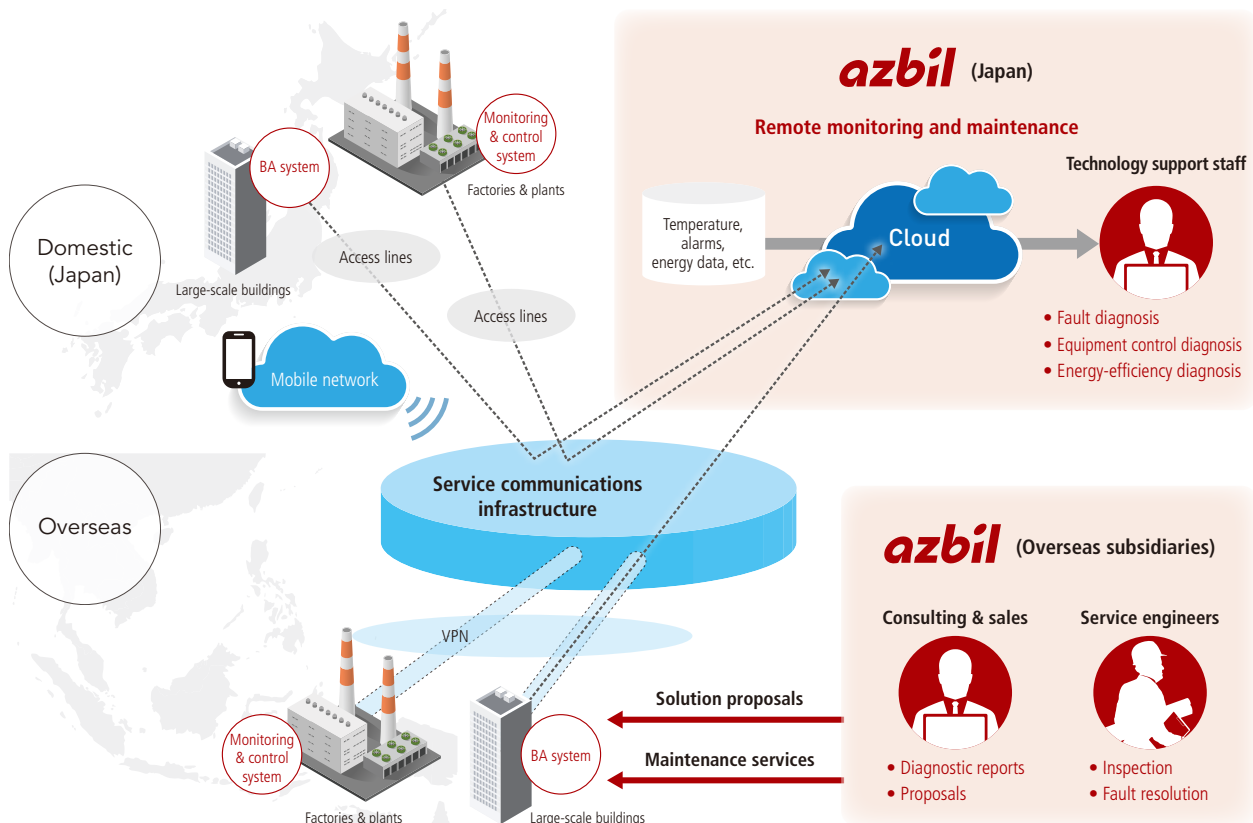 azbil (Japan)
Remote monitoring and maintenance
Technology support staff
Temperature,
alarms,
energy data, etc.
Cloud
• Fault diagnosis
• Equipment control diagnosis
• Energy-efficiency diagnosis
Domestic
(Japan)
BA system
Large-scale buildings
Monitoring
& control
system
Factories & plants
Access lines
Access lines
Mobile network
Service communications
infrastructure
Overseas
VPN
Monitoring
& control
system
Factories & plants
BA system
Large-scale buildings
Solution proposals
Maintenance services
azbil (Overseas subsidiaries)
Consulting & sales
• Diagnostic reports
• Proposals
Service engineers
• Inspection
• Fault resolution